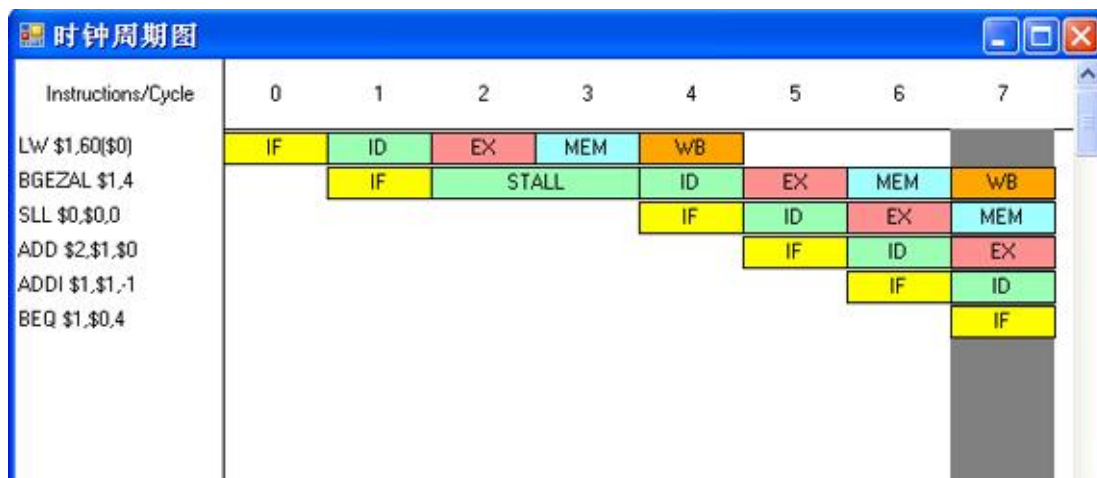 时钟周期图
Instructions/Cycle 0 1 2 3 4 5 6 7
LW $1,60($0) IF ID EX MEM WB
BGEZAL $1,4 IF STALL ID EX MEM WB
SLL $0,$0,0 IF ID EX MEM
ADD $2,$1,$0 IF ID EX
ADDI $1,$1,-1 IF ID
BEQ $1,$0,4 IF